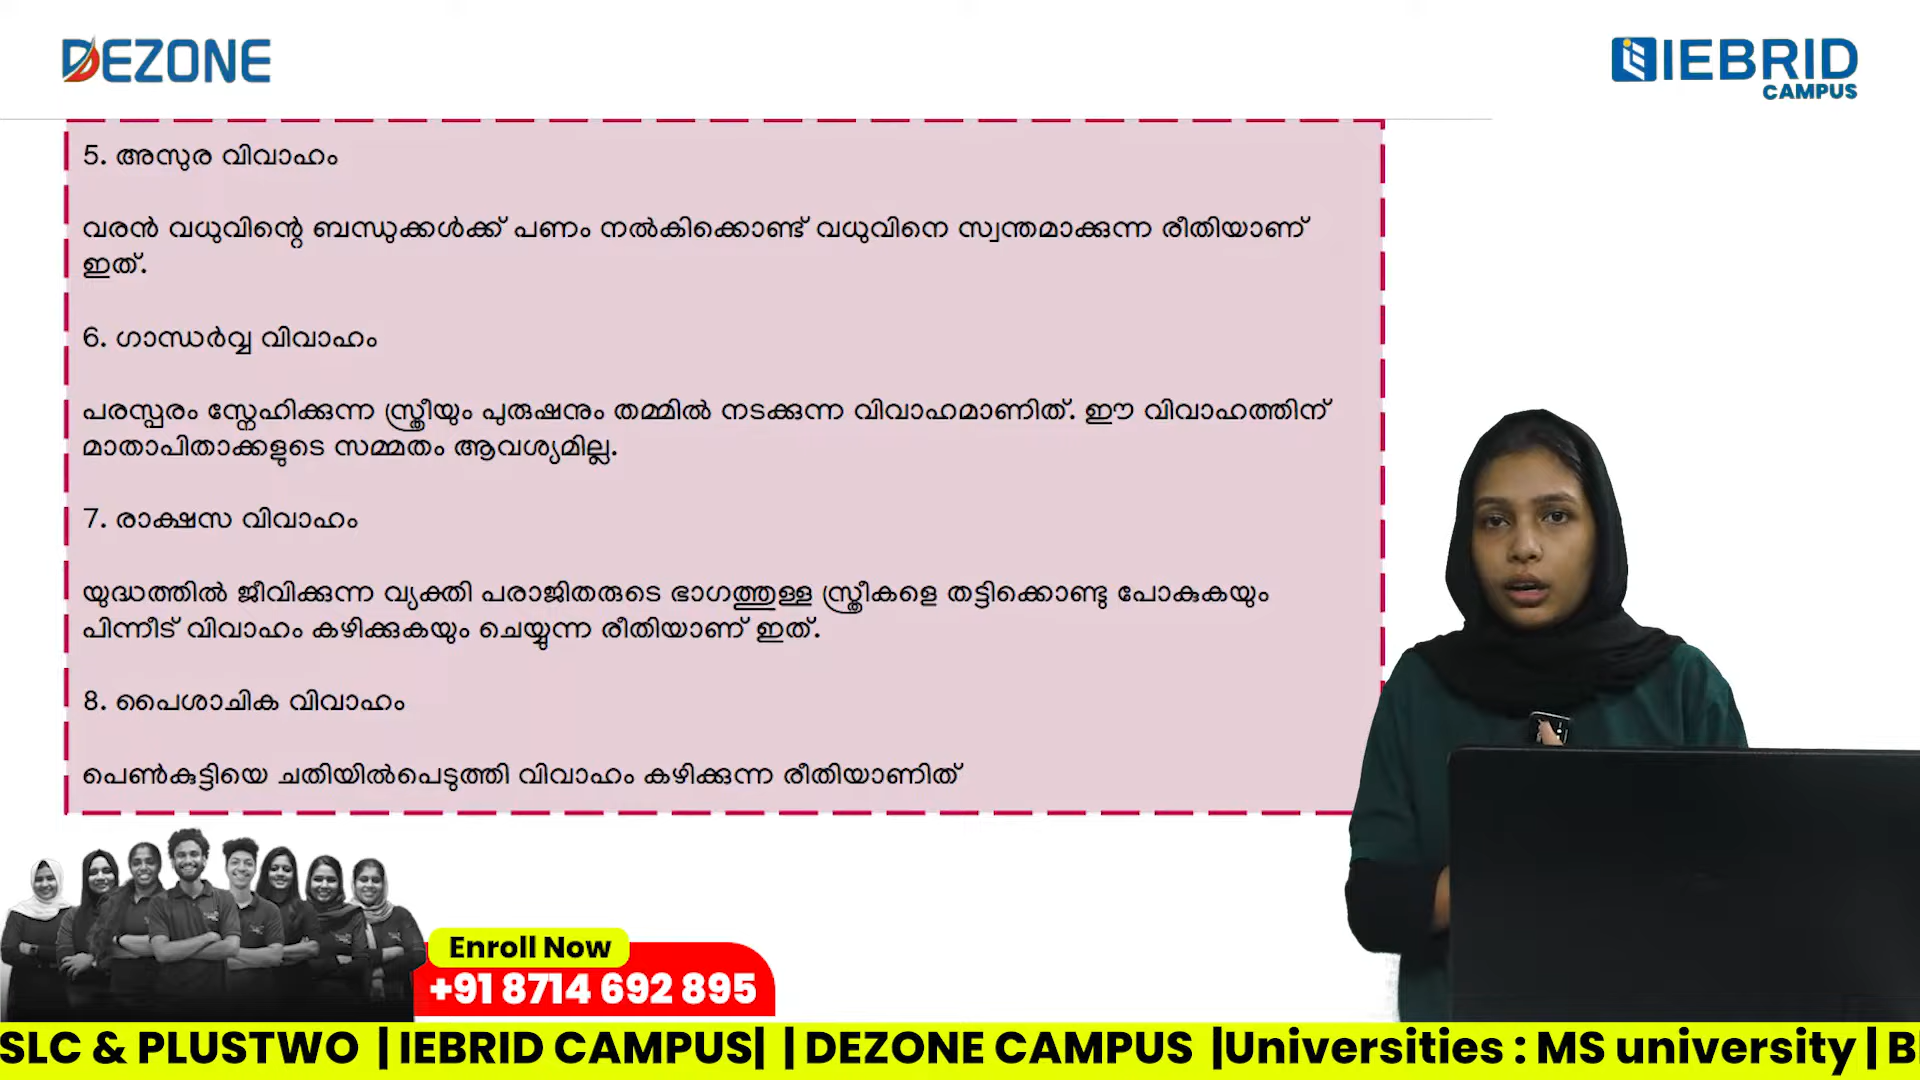 DEZONE
IEBRID
CAMPUS
5. അസുര വിവാഹം
വരൻ വധുവിന്റെ ബന്ധുക്കൾക്ക് പണം നൽകിക്കൊണ്ട് വധുവിനെ സ്വന്തമാക്കുന്ന രീതിയാണ്
ഇത്.
6. ഗാന്ധർവ്വ വിവാഹം
പരസ്പരം സ്നേഹിക്കുന്ന സ്ത്രീയും പുരുഷനും തമ്മിൽ നടക്കുന്ന വിവാഹമാണിത്. ഈ വിവാഹത്തിന്
മാതാപിതാക്കളുടെ സമ്മതം ആവശ്യമില്ല.
7. രാക്ഷസ വിവാഹം
യുദ്ധത്തിൽ ജീവിക്കുന്ന വ്യക്തി പരാജിതരുടെ ഭാഗത്തുള്ള സ്ത്രീകളെ തട്ടിക്കൊണ്ടു പോകുകയും
പിന്നീട് വിവാഹം കഴിക്കുകയും ചെയ്യുന്ന രീതിയാണ് ഇത്.
8. പൈശാചിക വിവാഹം
പെൺകുട്ടിയെ ചതിയിൽപെടുത്തി വിവാഹം കഴിക്കുന്ന രീതിയാണിത്
Enroll Now
+91 8714 692 895
SLC & PLUSTWO | IEBRID CAMPUS| | DEZONE CAMPUS |Universities : MS university | B